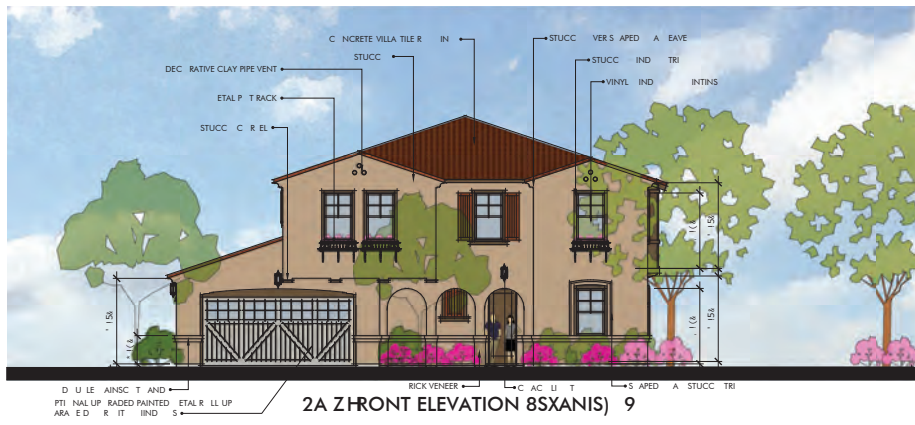 C NCRETE VILLA TILE R IN
STUCC VER S APED A EAVE
STUCC
STUCC IND TRI
DEC RATIVE CLAY PIPE VENT
VINYL IND INTINS
ETAL P T RACK
STUCC C R EL
D U LE AINSC T AND
PTI NAL UP RADED PAINTED ETAL R LL UP
ARA E D R IT IIND S
RICK VENEER
C AC LI T
S APED A STUCC TRI
2A ZHRONT ELEVATION 8SXANIS) 9